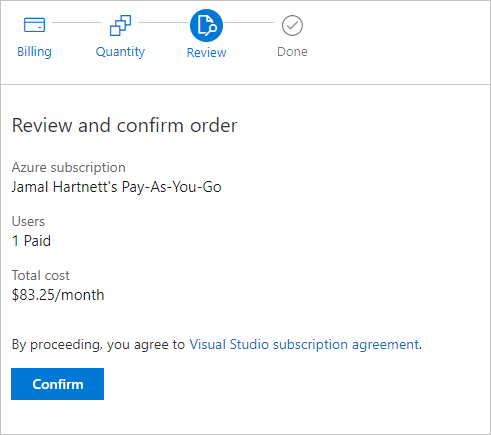 Billing Quantity Review Done
Review and confirm order
Azure subscription
Jamal Hartnett's Pay-As-You-Go
Users
1 Paid
Total cost
$83.25/month
By proceeding, you agree to Visual Studio subscription agreement.
Confirm